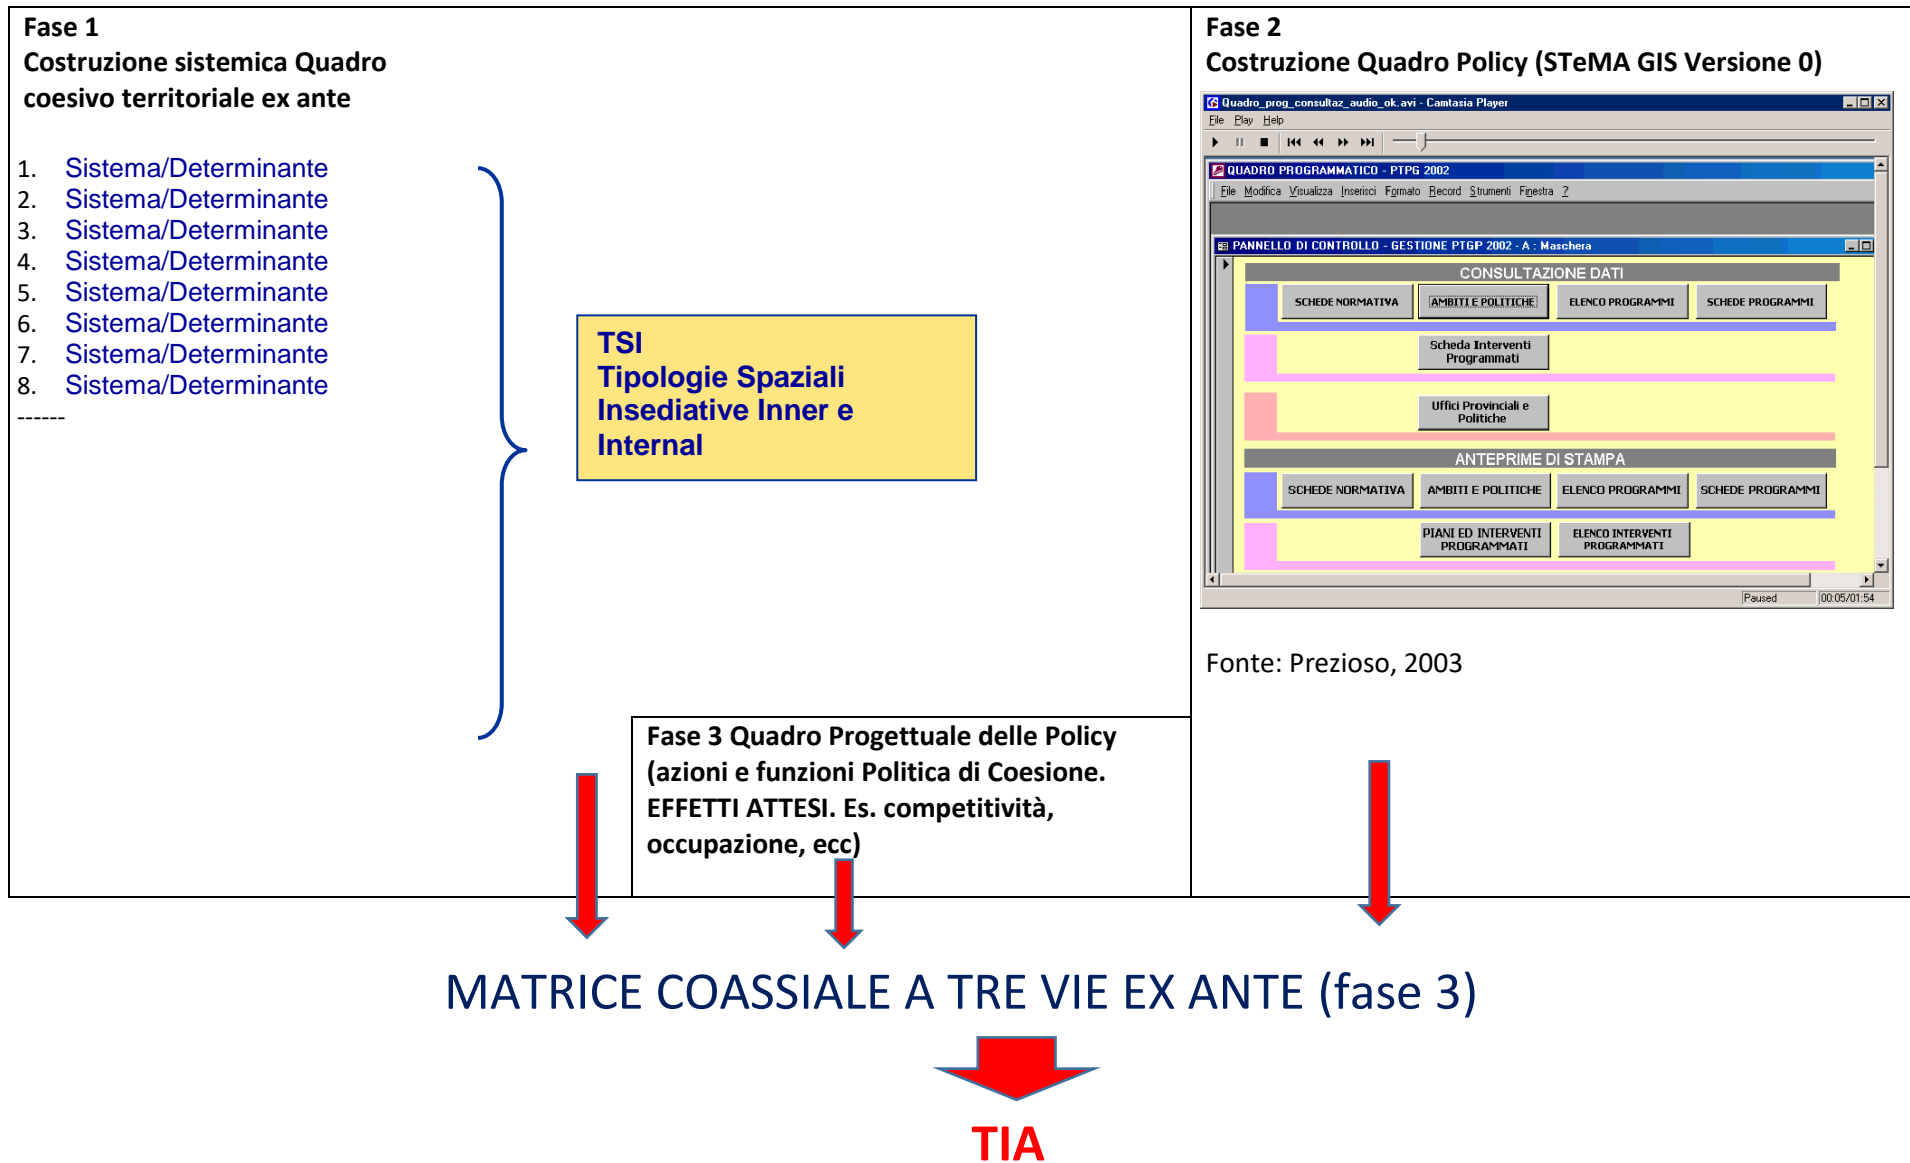 Fase 1
Costruzione sistemica Quadro
coesivo territoriale ex ante
1. Sistema/Determinante
2. Sistema/Determinante
3. Sistema/Determinante
4. Sistema/Determinante
5. Sistema/Determinante
6. Sistema/Determinante
7. Sistema/Determinante
8. Sistema/Determinante
------
TSI
Tipologie Spaziali
Insediative Inner e
Internal
Fase 2
Costruzione Quadro Policy (STeMA GIS Versione 0)
Quadro_prog_consultaz_audio_ok.avi - Camtasia Player
File Play Help
QUADRO PROGRAMMATICO - PTPG 2002
File Modifica Visualizza Inserisci Formato Record Strumenti Finestra ?
PANNELLO DI CONTROLLO - GESTIONE PTGP 2002 - A : Maschera
CONSULTAZIONE DATI
SCHEDE NORMATIVA AMBITI E POLITICHE ELENCO PROGRAMMI SCHEDE PROGRAMMI
Scheda Interventi
Programmati
Uffici Provinciali e
Politiche
ANTEPRIME DI STAMPA
SCHEDE NORMATIVA AMBITI E POLITICHE ELENCO PROGRAMMI SCHEDE PROGRAMMI
PIANI ED INTERVENTI
PROGRAMMATI
ELENCO INTERVENTI
PROGRAMMATI
Paused 00:05/01:54
Fonte: Prezioso, 2003
Fase 3 Quadro Progettuale delle Policy
(azioni e funzioni Politica di Coesione.
EFFETTI ATTESI. Es. competitività,
occupazione, ecc)
MATRICE COASSIALE A TRE VIE EX ANTE (fase 3)
TIA